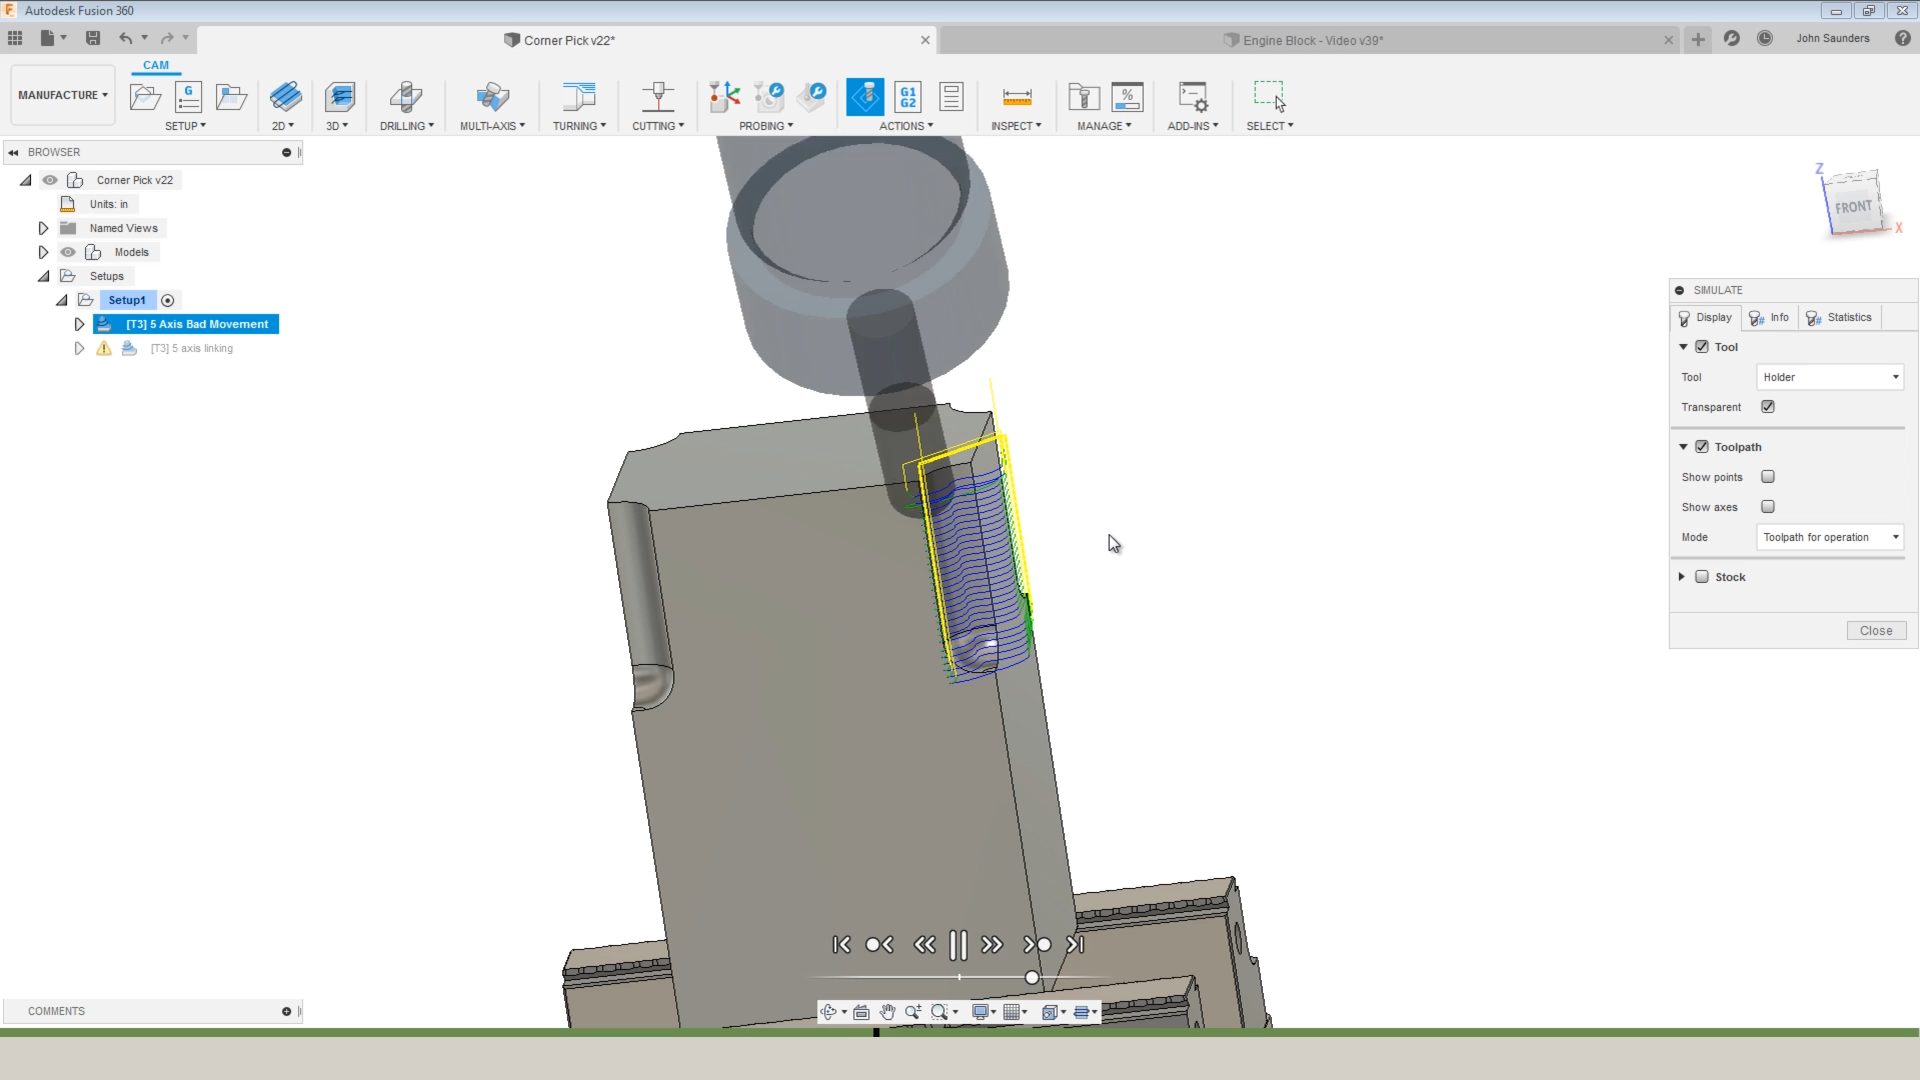 Autodesk Fusion 360
Corner Pick v22*
Engine Block - Video v39*
John Saunders
MANUFACTURE
CAM
G
G1
G2
%
SETUP
2D
3D
DRILLING
MULTI-AXIS
TURNING
CUTTING
PROBING
ACTIONS
INSPECT
MANAGE
ADD-INS
SELECT
BROWSER
Corner Pick v22
Units: in
Named Views
Models
Setups
Setup1
[T3] 5 Axis Bad Movement
[T3] 5 axis linking
Z
FRONT
X
SIMULATE
Display
Info
Statistics
Tool
Tool
Holder
Transparent
Toolpath
Show points
Show axes
Mode
Toolpath for operation
Stock
Close
COMMENTS